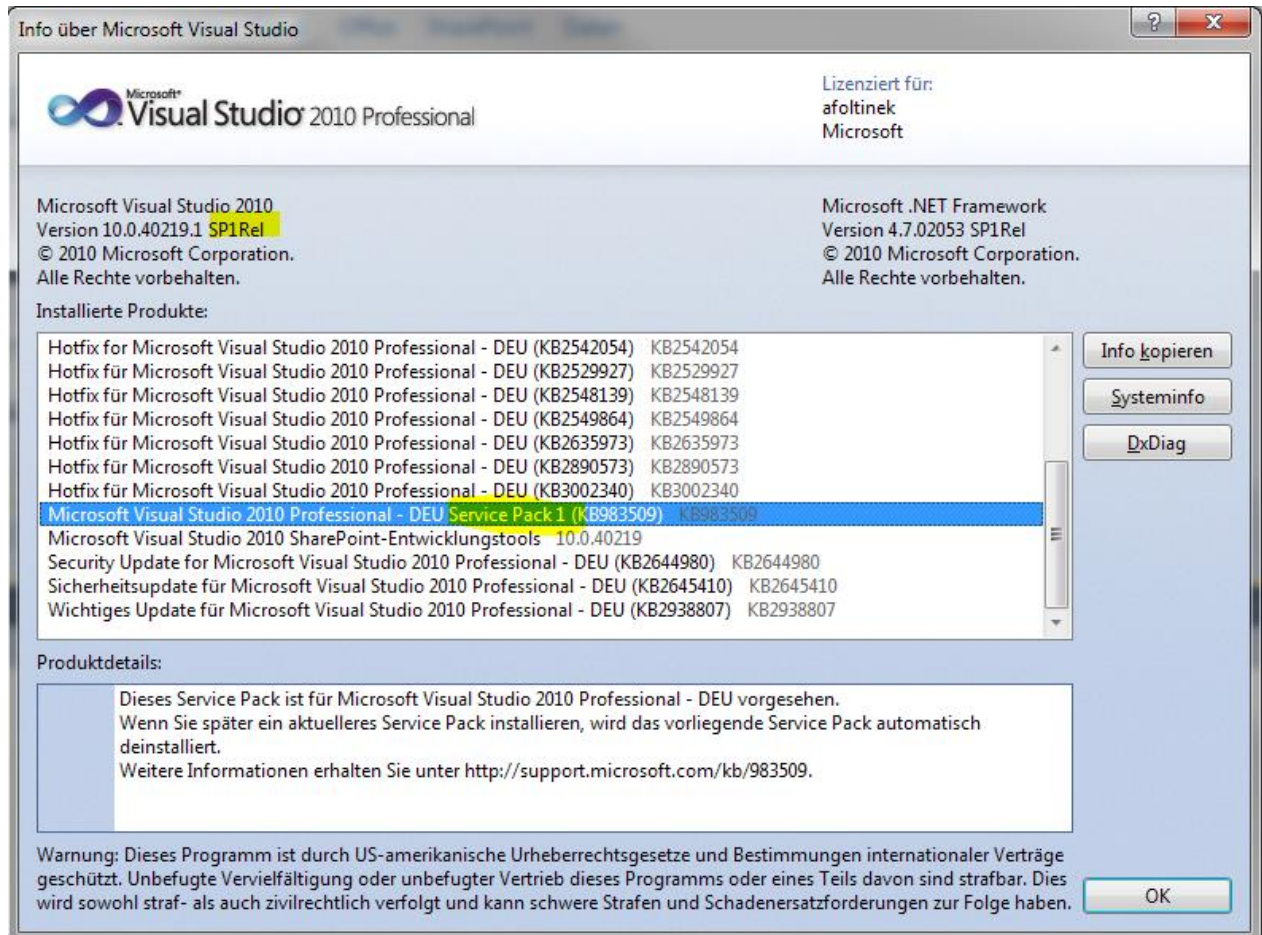 Info über Microsoft Visual Studio
Microsoft®
Visual Studio® 2010 Professional
Lizenziert für:
afoltinek
Microsoft
Microsoft Visual Studio 2010
Version 10.0.40219.1 SP1Rel
© 2010 Microsoft Corporation.
Alle Rechte vorbehalten.
Microsoft .NET Framework
Version 4.7.02053 SP1Rel
© 2010 Microsoft Corporation.
Alle Rechte vorbehalten.
Installierte Produkte:
Hotfix for Microsoft Visual Studio 2010 Professional - DEU (KB2542054) KB2542054
Hotfix für Microsoft Visual Studio 2010 Professional - DEU (KB2529927) KB2529927
Hotfix für Microsoft Visual Studio 2010 Professional - DEU (KB2548139) KB2548139
Hotfix für Microsoft Visual Studio 2010 Professional - DEU (KB2549864) KB2549864
Hotfix für Microsoft Visual Studio 2010 Professional - DEU (KB2635973) KB2635973
Hotfix für Microsoft Visual Studio 2010 Professional - DEU (KB2890573) KB2890573
Hotfix für Microsoft Visual Studio 2010 Professional - DEU (KB3002340) KB3002340
Microsoft Visual Studio 2010 Professional - DEU Service Pack 1 (KB983509) KB983509
Microsoft Visual Studio 2010 SharePoint-Entwicklungstools 10.0.40219
Security Update for Microsoft Visual Studio 2010 Professional - DEU (KB2644980) KB2644980
Sicherheitsupdate für Microsoft Visual Studio 2010 Professional - DEU (KB2645410) KB2645410
Wichtiges Update für Microsoft Visual Studio 2010 Professional - DEU (KB2938807) KB2938807
Info kopieren
Systeminfo
DxDiag
Produktdetails:
Dieses Service Pack ist für Microsoft Visual Studio 2010 Professional - DEU vorgesehen.
Wenn Sie später ein aktuelleres Service Pack installieren, wird das vorliegende Service Pack automatisch
deinstalliert.
Weitere Informationen erhalten Sie unter http://support.microsoft.com/kb/983509.
Warnung: Dieses Programm ist durch US-amerikanische Urheberrechtsgesetze und Bestimmungen internationaler Verträge
geschützt. Unbefugte Vervielfältigung oder unbefugter Vertrieb dieses Programms oder eines Teils davon sind strafbar. Dies
wird sowohl straf- als auch zivilrechtlich verfolgt und kann schwere Strafen und Schadenersatzforderungen zur Folge haben.
OK